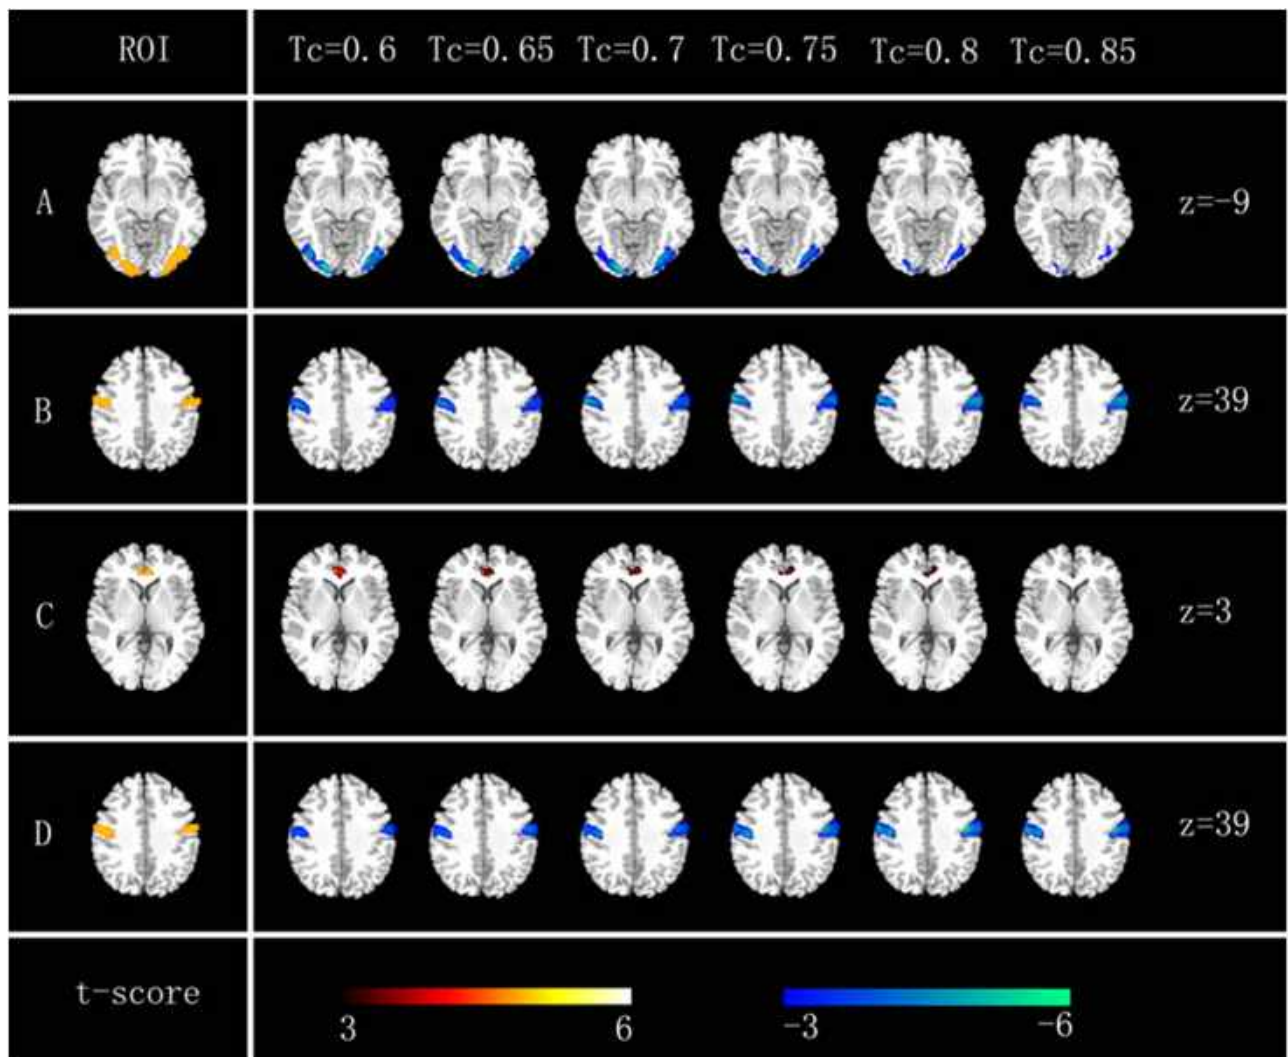 ROI Tc=0.6 Tc=0.65 Tc=0.7 Tc=0.75 Tc=0.8 Tc=0.85
A z=-9
B z=39
C z=3
D z=39
t-score
3 6 -3 -6